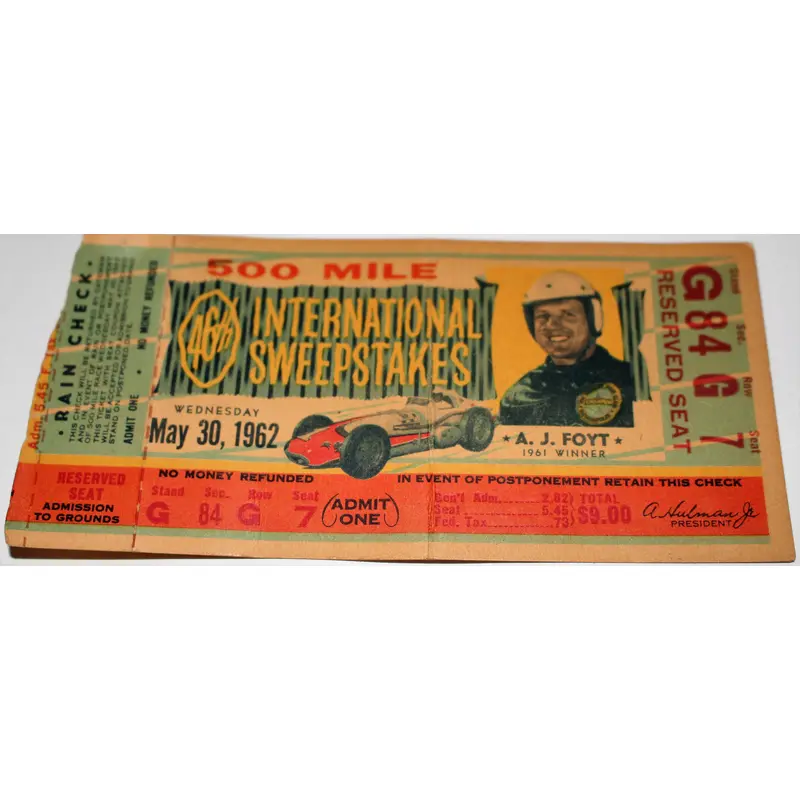 500 MILE
46th
INTERNATIONAL
SWEEPSTAKES
WEDNESDAY
May 30, 1962
★ A. J. FOYT ★
1961 WINNER
NO MONEY REFUNDED
IN EVENT OF POSTPONEMENT RETAIN THIS CHECK
Stand Sec. Row Seat
G 84 G 7
(ADMIT ONE)
Gen'l Adm. 2.82
Seat 5.45
Fed. Tax .73
TOTAL
$9.00
A. Hulman Jr
PRESIDENT
RESERVED
SEAT
ADMISSION
TO GROUNDS
• RAIN CHECK •
ADMIT ONE • NO MONEY REFUNDED
Adm. 5.45
RESERVED SEAT
G 84 G 7
Stand Sec. Row Seat